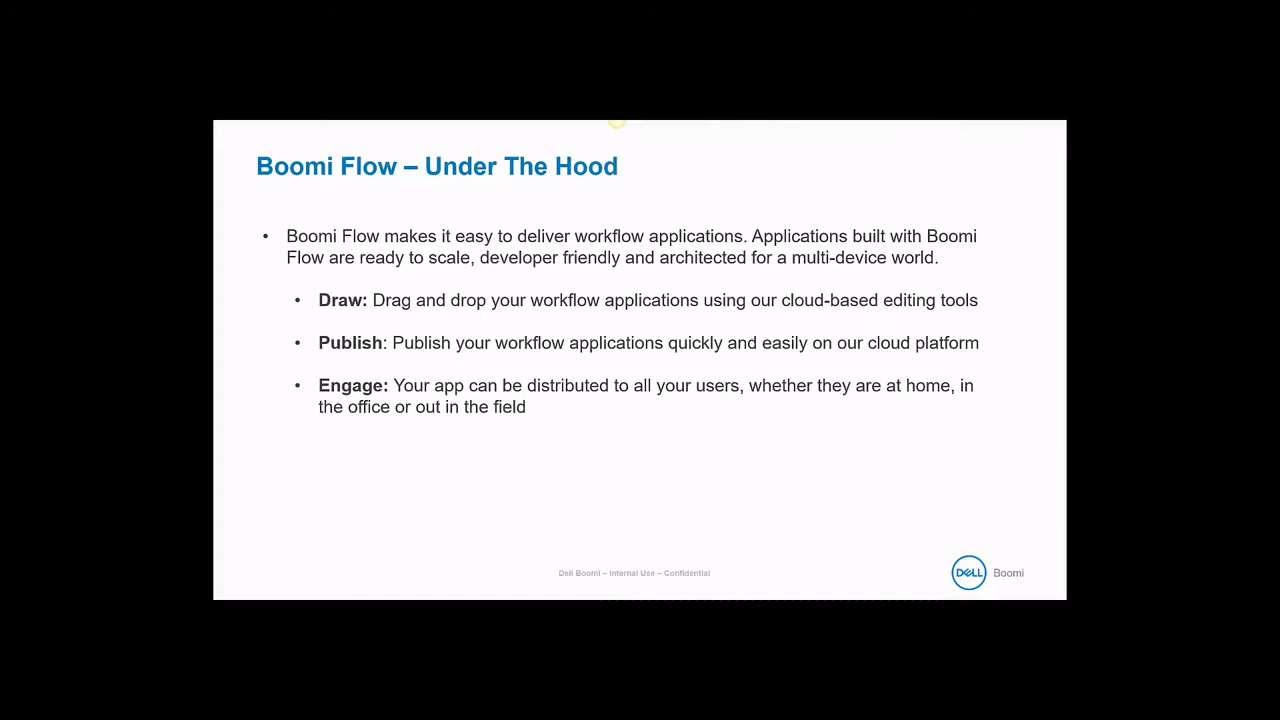 Boomi Flow – Under The Hood
• Boomi Flow makes it easy to deliver workflow applications. Applications built with Boomi
Flow are ready to scale, developer friendly and architected for a multi-device world.
• Draw: Drag and drop your workflow applications using our cloud-based editing tools
• Publish: Publish your workflow applications quickly and easily on our cloud platform
• Engage: Your app can be distributed to all your users, whether they are at home, in
the office or out in the field
Dell Boomi – Internal Use – Confidential
DELL Boomi